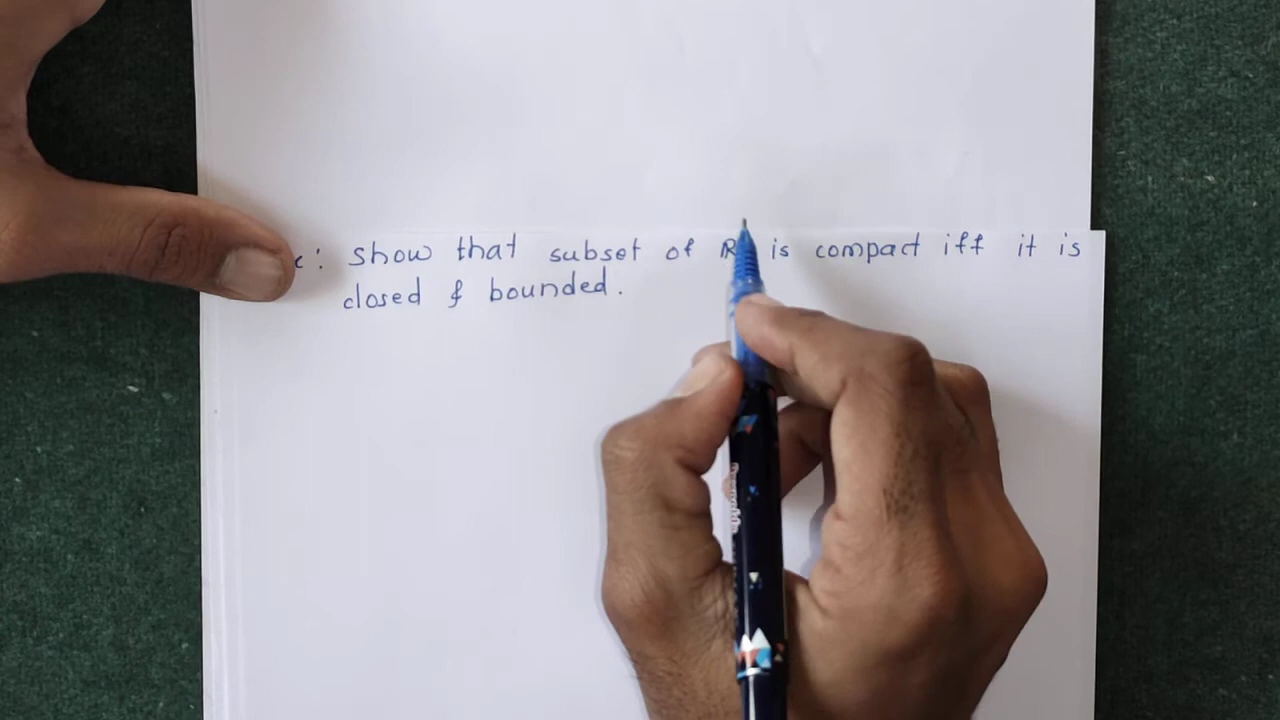 : show that subset of R is compact iff it is
closed & bounded.